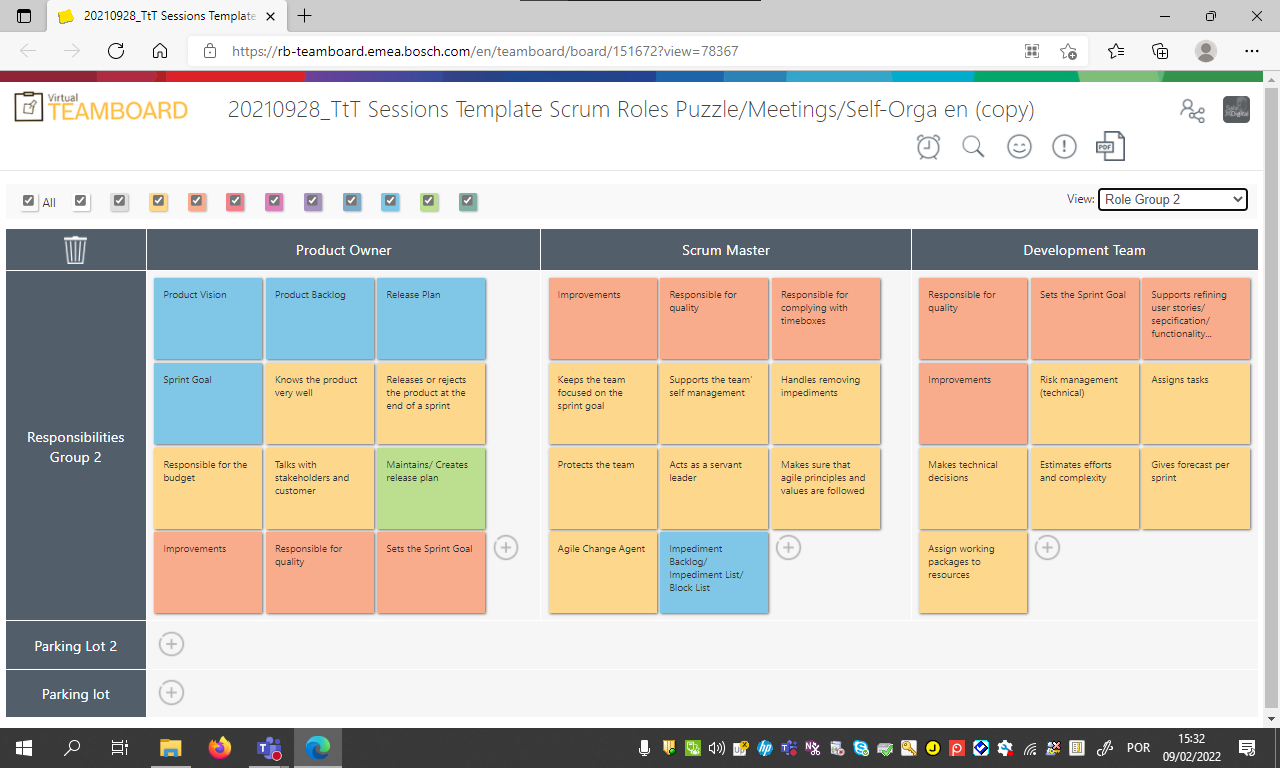 20210928_TtT Sessions Template
https://rb-teamboard.emea.bosch.com/en/teamboard/board/151672?view=78367
Virtual
TEAMBOARD
20210928_TtT Sessions Template Scrum Roles Puzzle/Meetings/Self-Orga en (copy)
PDF
All
View: Role Group 2
Product Owner
Scrum Master
Development Team
Responsibilities
Group 2
Product Vision
Product Backlog
Release Plan
Sprint Goal
Knows the product
very well
Releases or rejects
the product at the
end of a sprint
Responsible for the
budget
Talks with
stakeholders and
customer
Maintains/ Creates
release plan
Improvements
Responsible for
quality
Sets the Sprint Goal
Improvements
Responsible for
quality
Responsible for
complying with
timeboxes
Keeps the team
focused on the
sprint goal
Supports the team'
self management
Handles removing
impediments
Protects the team
Acts as a servant
leader
Makes sure that
agile principles and
values are followed
Agile Change Agent
Impediment
Backlog/
Impediment List/
Block List
Responsible for
quality
Sets the Sprint Goal
Supports refining
user stories/
sepcification/
functionality...
Improvements
Risk management
(technical)
Assigns tasks
Makes technical
decisions
Estimates efforts
and complexity
Gives forecast per
sprint
Assign working
packages to
resources
Parking Lot 2
Parking lot
POR
15:32
09/02/2022